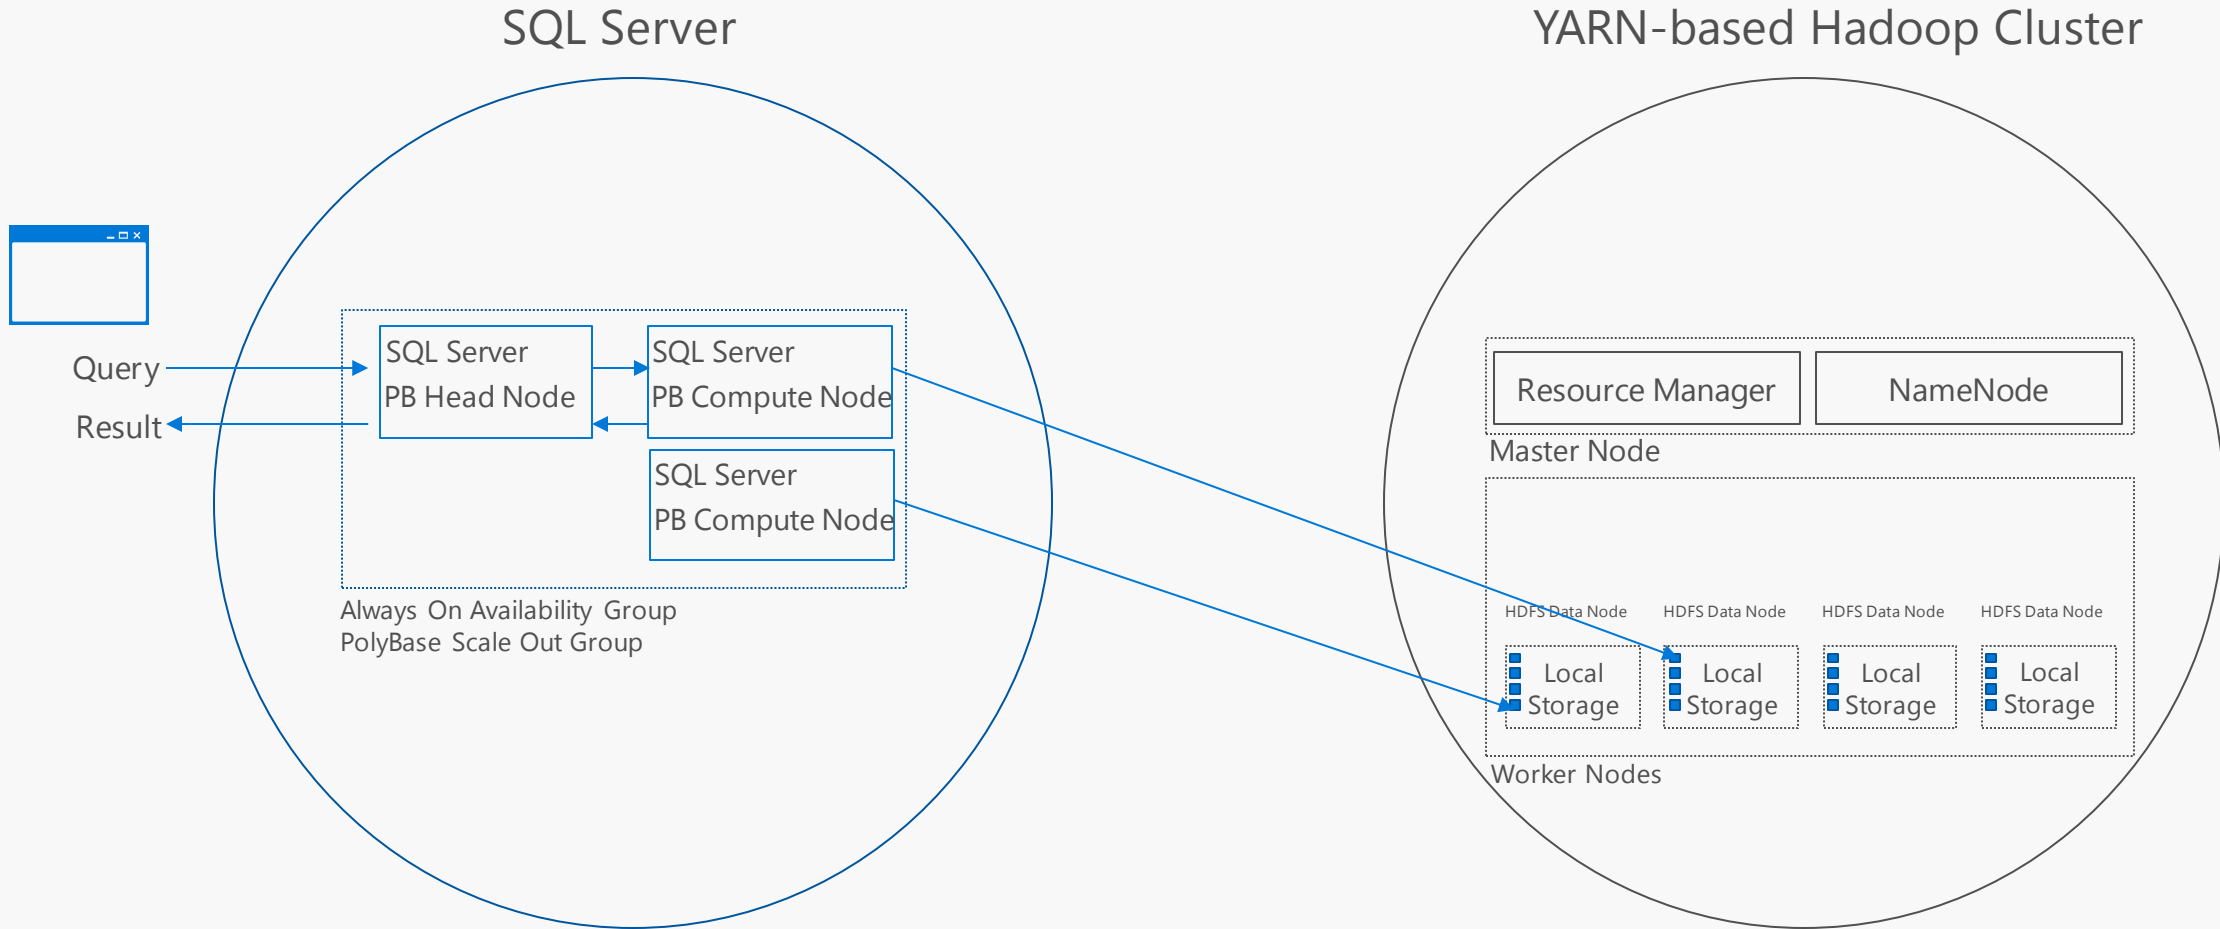 SQL Server
YARN-based Hadoop Cluster
Query
Result
SQL Server
PB Head Node
SQL Server
PB Compute Node
SQL Server
PB Compute Node
Always On Availability Group
PolyBase Scale Out Group
Resource Manager
NameNode
Master Node
HDFS Data Node
HDFS Data Node
HDFS Data Node
HDFS Data Node
Local
Storage
Local
Storage
Local
Storage
Local
Storage
Worker Nodes